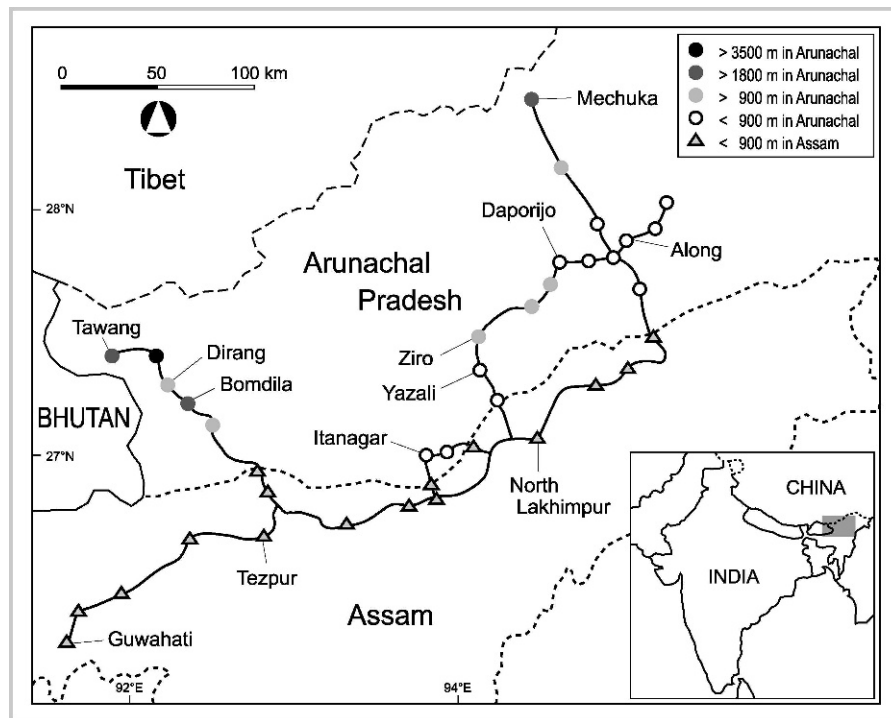 0 50 100 km
> 3500 m in Arunachal
> 1800 m in Arunachal
> 900 m in Arunachal
< 900 m in Arunachal
< 900 m in Assam
Mechuka
Tibet
28°N
Daporijo
Along
Arunachal
Pradesh
Tawang
Dirang
Ziro
Bomdila
Yazali
BHUTAN
Itanagar
27°N
North
Lakhimpur
CHINA
Tezpur
INDIA
Assam
Guwahati
92°E
94°E